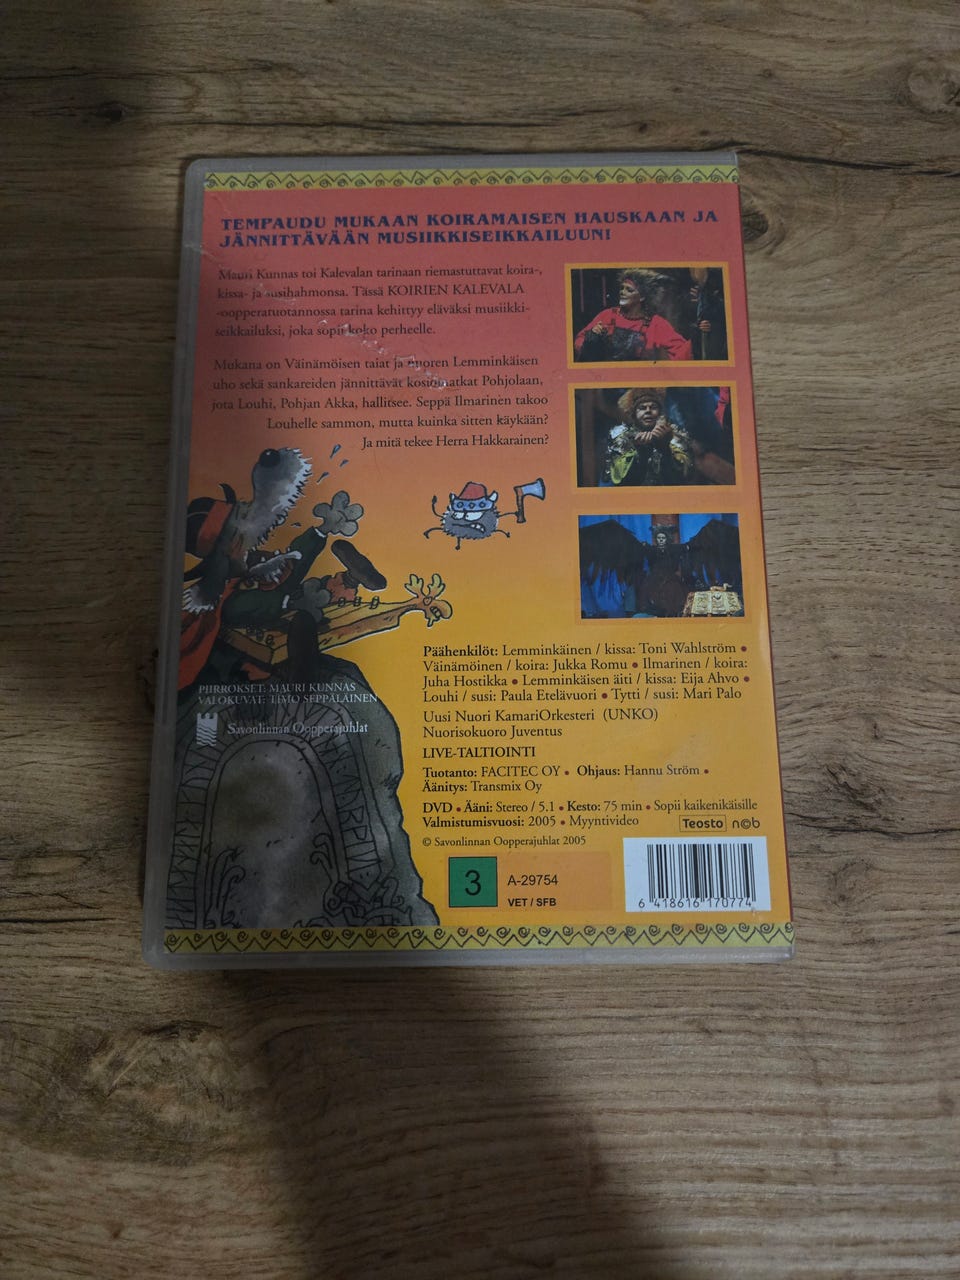 TEMPAUDU MUKAAN KOIRAMAISEN HAUSKAAN JA
JÄNNITTÄVÄÄN MUSIIKKISEIKKAILUUN!
Mauri Kunnas toi Kalevalan tarinaan riemastuttavat koira-,
kissa- ja susihahmonsa. Tässä KOIRIEN KALEVALA
-oopperatuotannossa tarina kehittyy eläväksi musiikki-
seikkailuksi, joka sopii koko perheelle.
Mukana on Väinämöisen taiat ja nuoren Lemminkäisen
uho sekä sankareiden jännittävät kosiomatkat Pohjolaan,
jota Louhi, Pohjan Akka, hallitsee. Seppä Ilmarinen takoo
Louhelle sammon, mutta kuinka sitten käykään?
Ja mitä tekee Herra Hakkarainen?
Päähenkilöt: Lemminkäinen / kissa: Toni Wahlström •
Väinämöinen / koira: Jukka Romu • Ilmarinen / koira:
Juha Hostikka • Lemminkäisen äiti / kissa: Eija Ahvo •
Louhi / susi: Paula Etelävuori • Tytti / susi: Mari Palo
Uusi Nuori KamariOrkesteri (UNKO)
Nuorisokuoro Juventus
LIVE-TALTIOINTI
Tuotanto: FACITEC OY • Ohjaus: Hannu Ström •
Äänitys: Transmix Oy
DVD • Ääni: Stereo / 5.1 • Kesto: 75 min • Sopii kaikenikäisille
Valmistumisvuosi: 2005 • Myyntivideo
Teosto n©b
© Savonlinnan Oopperajuhlat 2005
PIIRROKSET: MAURI KUNNAS
VALOKUVAT: TIMO SEPPÄLÄINEN
Savonlinnan Oopperajuhlat
3
A-29754
VET / SFB
6 418616 170774